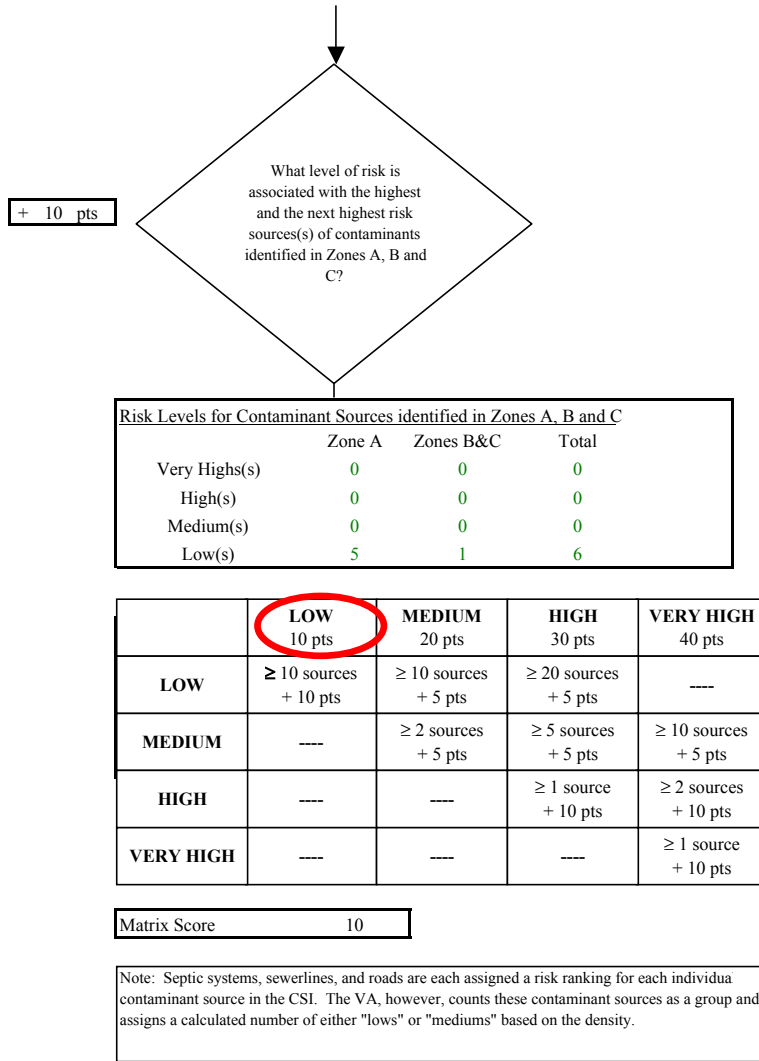 What level of risk is
associated with the highest
and the next highest risk
sources(s) of contaminants
identified in Zones A, B and
C?
+ 10 pts
Risk Levels for Contaminant Sources identified in Zones A, B and C
Zone A Zones B&C Total
Very Highs(s) 0 0 0
High(s) 0 0 0
Medium(s) 0 0 0
Low(s) 5 1 6
LOW MEDIUM HIGH VERY HIGH
10 pts 20 pts 30 pts 40 pts
LOW ≥ 10 sources ≥ 10 sources ≥ 20 sources ----
+ 10 pts + 5 pts + 5 pts
MEDIUM ---- ≥ 2 sources ≥ 5 sources ≥ 10 sources
+ 5 pts + 5 pts + 5 pts
HIGH ---- ---- ≥ 1 source ≥ 2 sources
+ 10 pts + 10 pts
VERY HIGH ---- ---- ---- ≥ 1 source
+ 10 pts
Matrix Score 10
Note: Septic systems, sewerlines, and roads are each assigned a risk ranking for each individua
contaminant source in the CSI. The VA, however, counts these contaminant sources as a group and
assigns a calculated number of either "lows" or "mediums" based on the density.